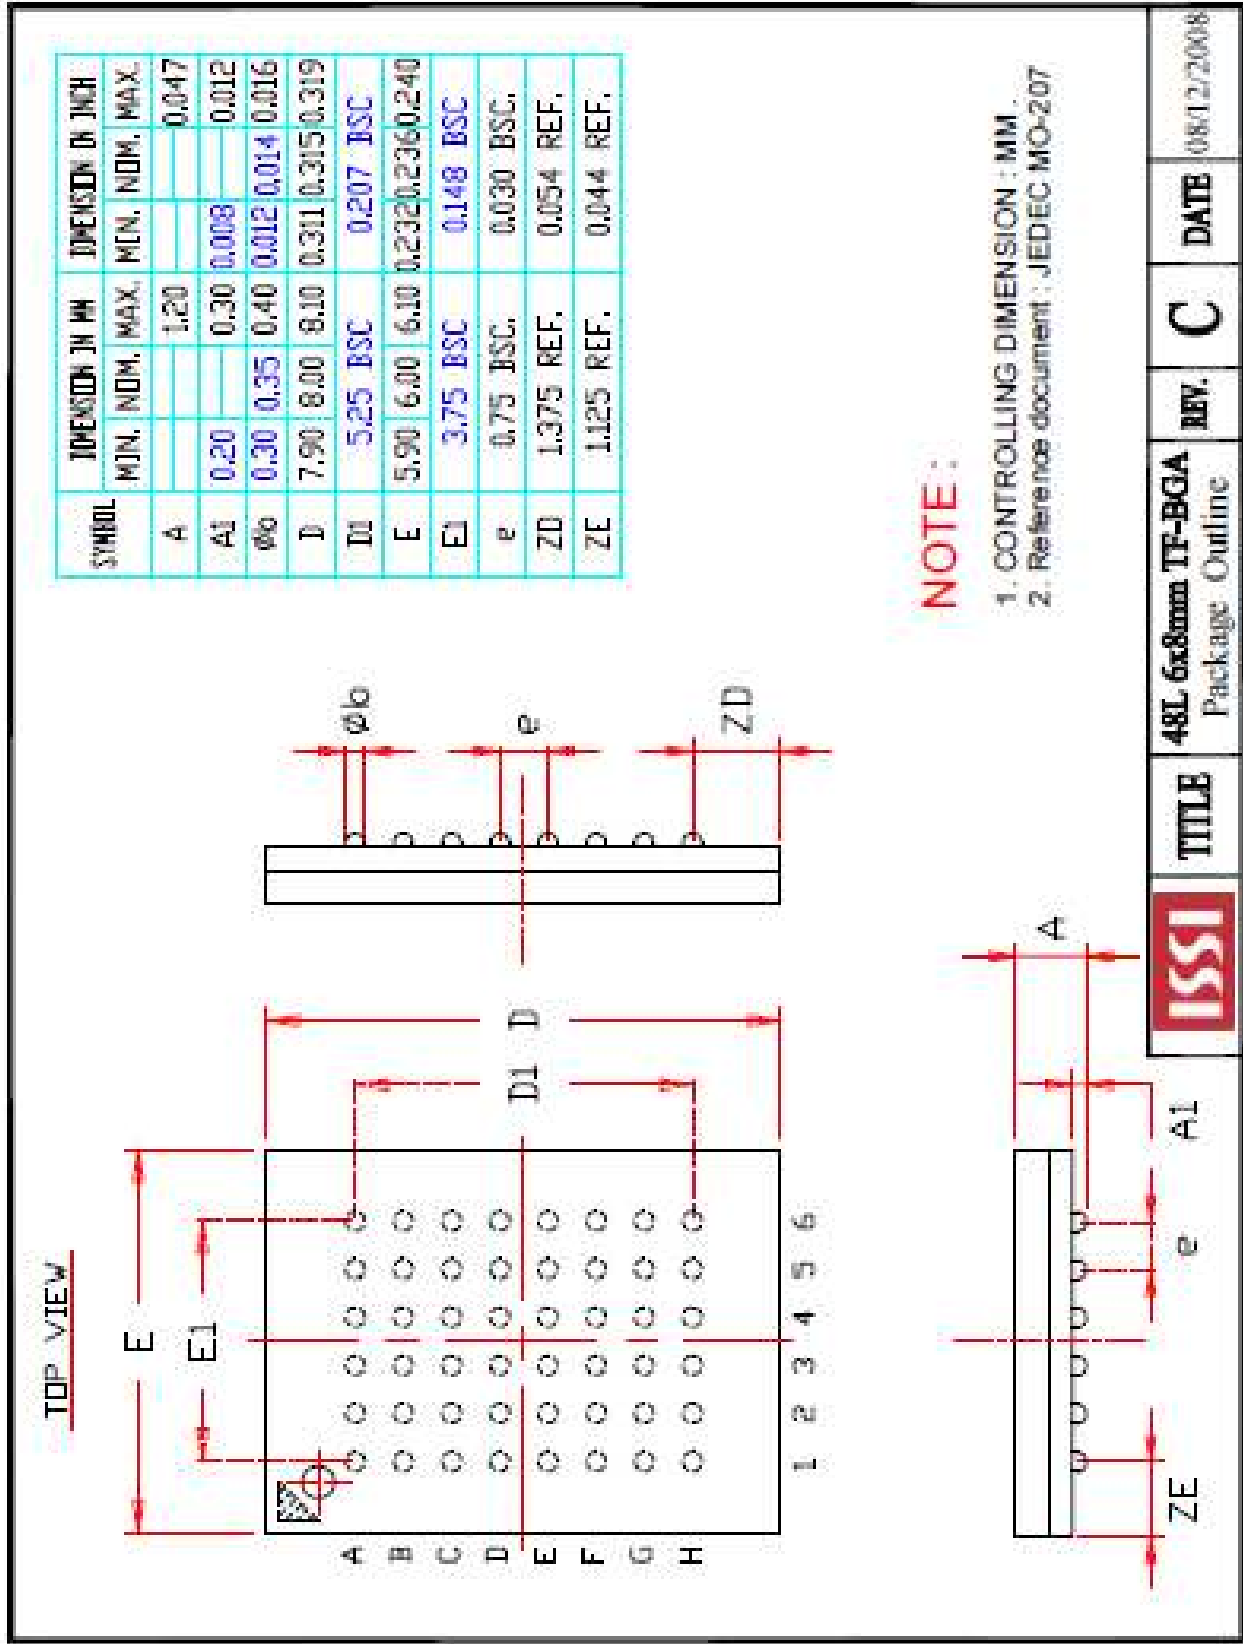 TOP VIEW
E
E1
A
B
C
D
E
F
G
H
1 2 3 4 5 6
D1
D
Øb
e
ZD
ZE
e
A1
A
SYMBOL DIMENSION IN MM DIMENSION IN INCH
MIN. NOM. MAX. MIN. NOM. MAX.
A 1.20 0.047
A1 0.20 0.30 0.008 0.012
Øb 0.30 0.35 0.40 0.012 0.014 0.016
D 7.90 8.00 8.10 0.311 0.315 0.319
D1 5.25 BSC 0.207 BSC
E 5.90 6.00 6.10 0.232 0.236 0.240
E1 3.75 BSC 0.148 BSC
e 0.75 BSC. 0.030 BSC.
ZD 1.375 REF. 0.054 REF.
ZE 1.125 REF. 0.044 REF.
NOTE :
1. CONTROLLING DIMENSION : MM .
2. Reference document : JEDEC MO-207
ISSI
TITLE
48L 6x8mm TF-BGA
Package Outline
REV.
C
DATE
08/12/2008